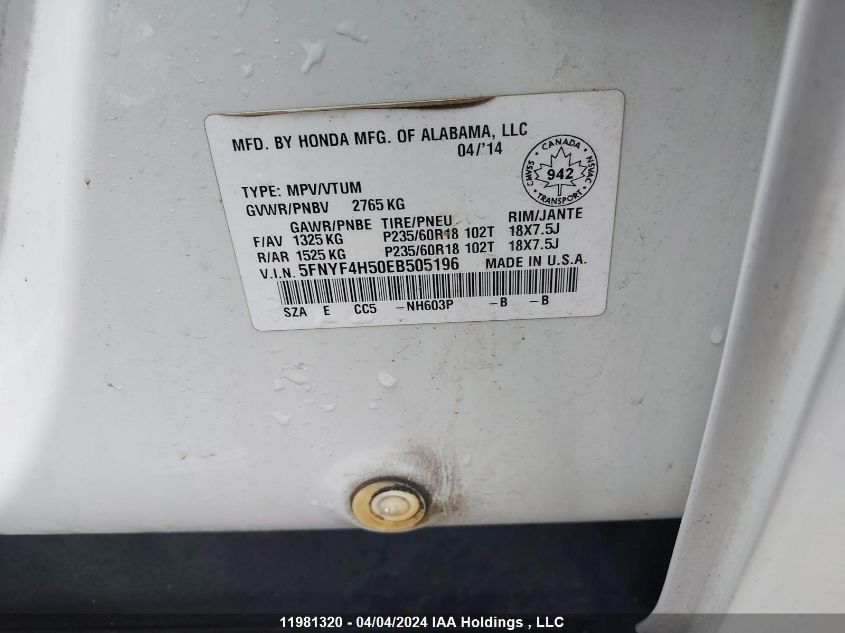 MFD. BY HONDA MFG. OF ALABAMA, LLC
04/'14
CANADA
CMVSS 942 NSVAC
TRANSPORT
TYPE: MPV/VTUM
GVWR/PNBV 2765 KG
GAWR/PNBE TIRE/PNEU RIM/JANTE
F/AV 1325 KG P235/60R18 102T 18X7.5J
R/AR 1525 KG P235/60R18 102T 18X7.5J
V.I.N. 5FNYF4H50EB505196 MADE IN U.S.A.
SZA E CC5 -NH603P -B -B
11981320 - 04/04/2024 IAA Holdings , LLC